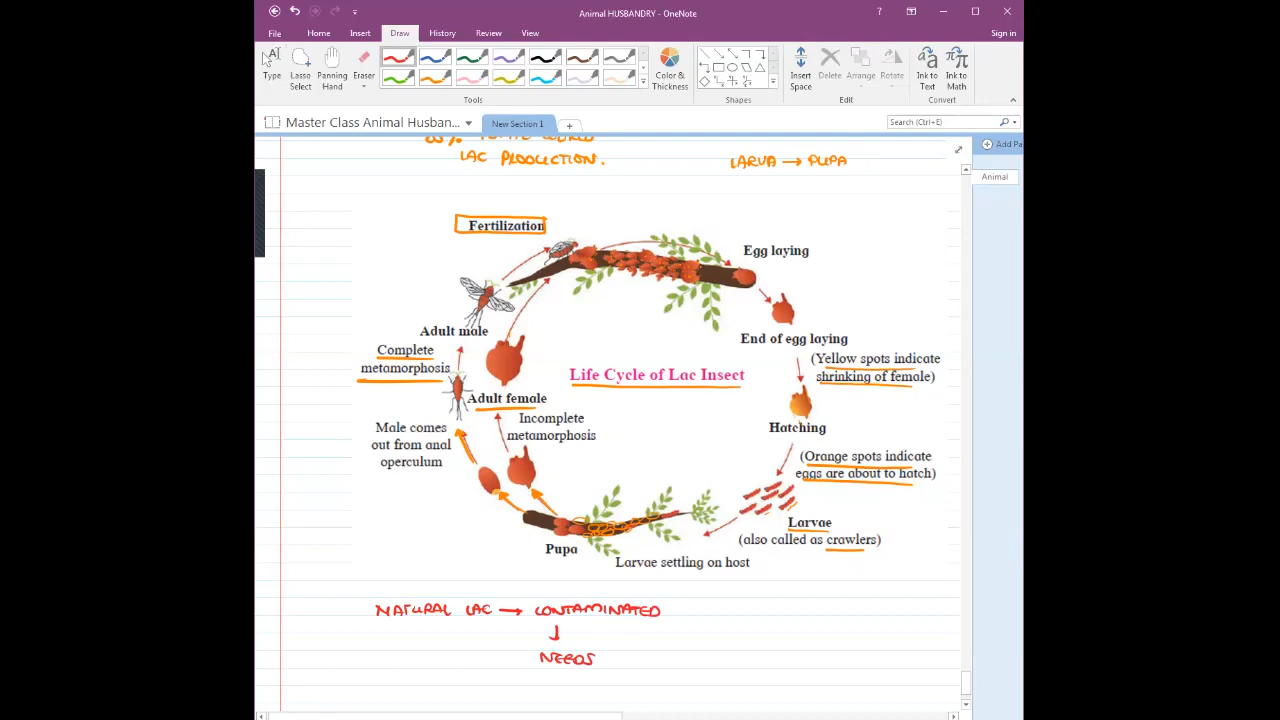 Animal HUSBANDRY - OneNote
File Home Insert Draw History Review View Sign in
Type
Lasso Select
Panning Hand
Eraser
Color & Thickness
Insert Space
Delete
Arrange
Rotate
Ink to Text
Ink to Math
Tools
Shapes
Edit
Convert
Master Class Animal Husban...
New Section 1
Search (Ctrl+E)
Add Pa
Animal
LAC PRODUCTION.
LARVA → PUPA
Fertilization
Egg laying
Adult male
End of egg laying
Complete
metamorphosis
(Yellow spots indicate
shrinking of female)
Life Cycle of Lac Insect
Adult female
Incomplete
metamorphosis
Hatching
Male comes
out from anal
operculum
(Orange spots indicate
eggs are about to hatch)
Larvae
(also called as crawlers)
Pupa
Larvae settling on host
NATURAL LAC → CONTAMINATED
↓
NEEDS